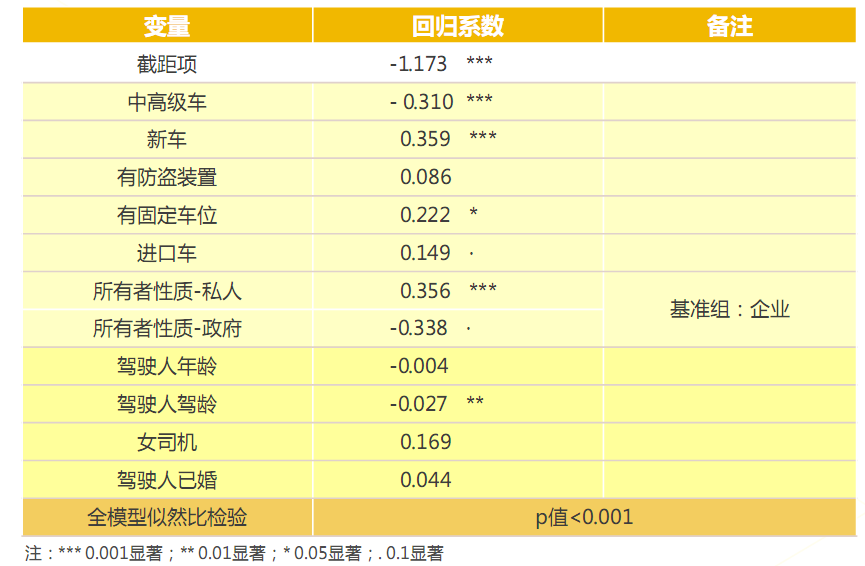 变量 回归系数 备注
截距项 -1.173 ***
中高级车 - 0.310 ***
新车 0.359 ***
有防盗装置 0.086
有固定车位 0.222 *
进口车 0.149 .
所有者性质-私人 0.356 ***
基准组：企业
所有者性质-政府 -0.338 .
驾驶人年龄 -0.004
驾驶人驾龄 -0.027 **
女司机 0.169
驾驶人已婚 0.044
全模型似然比检验 p值<0.001
注：*** 0.001显著；** 0.01显著；* 0.05显著；. 0.1显著